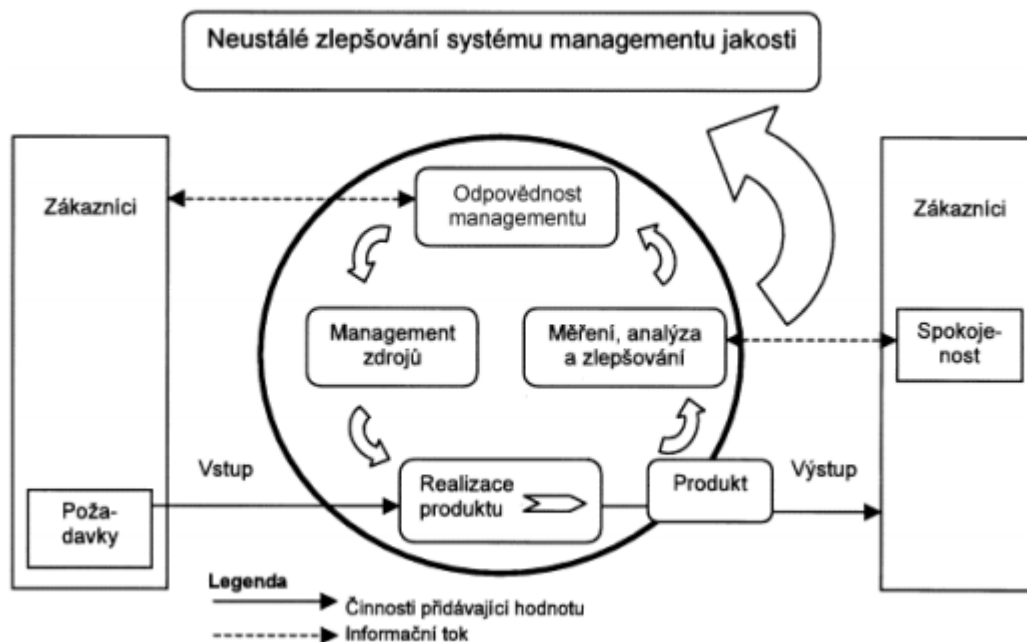 Neustálé zlepšování systému managementu jakosti
Zákazníci
Odpovědnost
managementu
Zákazníci
Management
zdrojů
Měření, analýza
a zlepšování
Spokoje-
nost
Vstup
Realizace
produktu
Produkt
Výstup
Poža-
davky
Legenda
Činnosti přidávající hodnotu
Informační tok